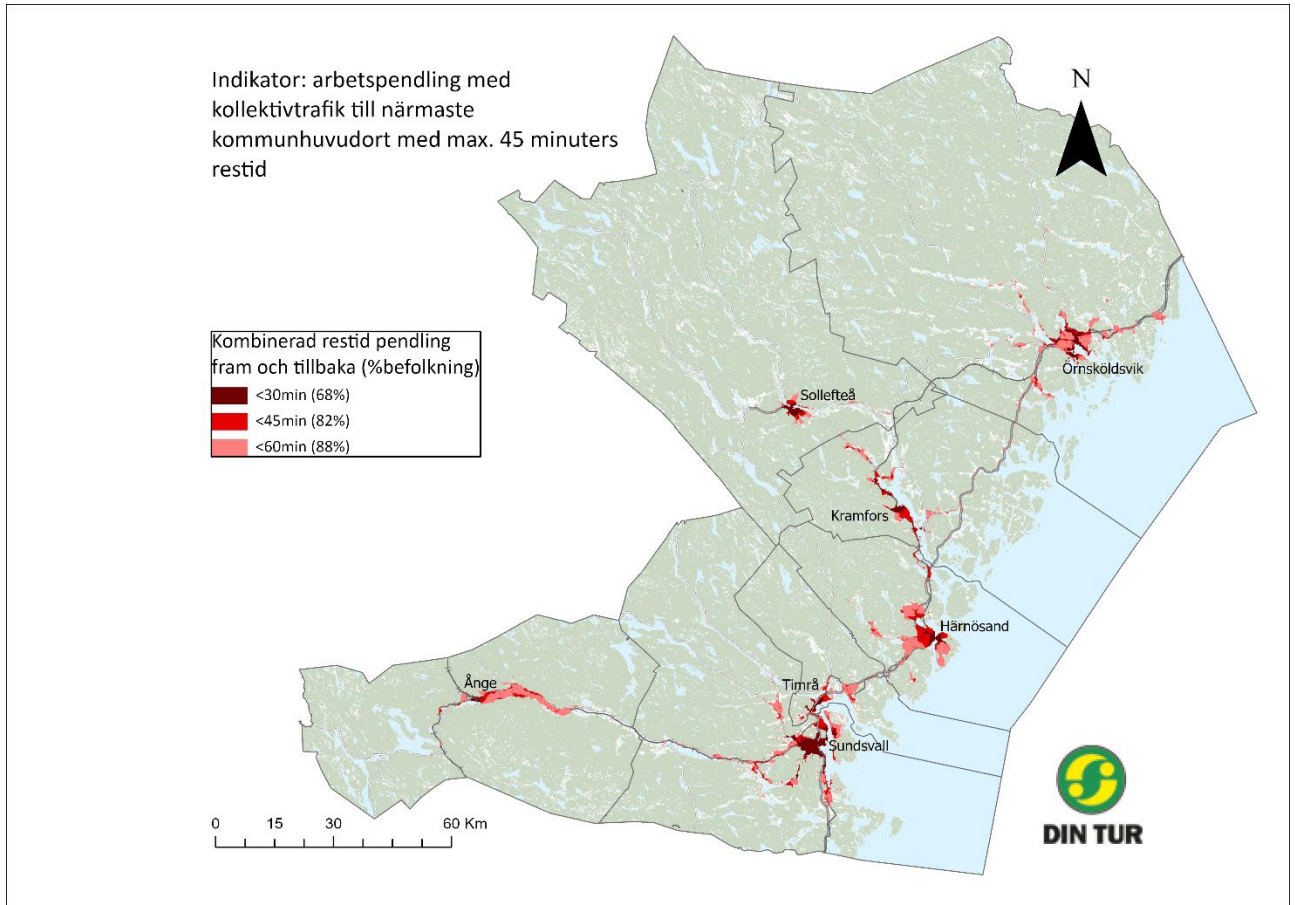 Indikator: arbetspendling med
kollektivtrafik till närmaste
kommunhuvudort med max. 45 minuters
restid
N
Kombinerad restid pendling
fram och tillbaka (%befolkning)
<30min (68%)
<45min (82%)
<60min (88%)
Örnsköldsvik
Sollefteå
Kramfors
Härnösand
Ånge
Timrå
Sundsvall
0 15 30 60 Km
DIN TUR